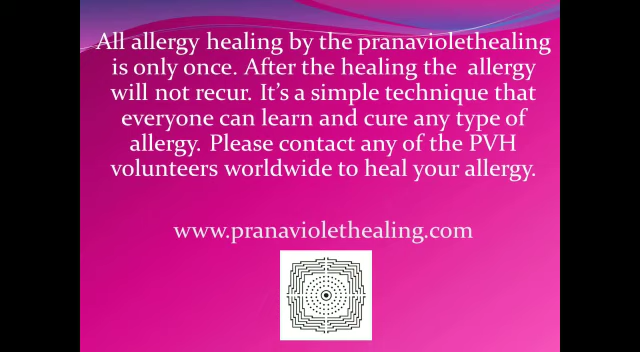 All allergy healing by the pranaviolethealing
is only once. After the healing the  allergy
will not recur. It's a simple technique that
everyone can learn and cure any type of
allergy. Please contact any of the PVH
volunteers worldwide to heal your allergy.
www.pranaviolethealing.com